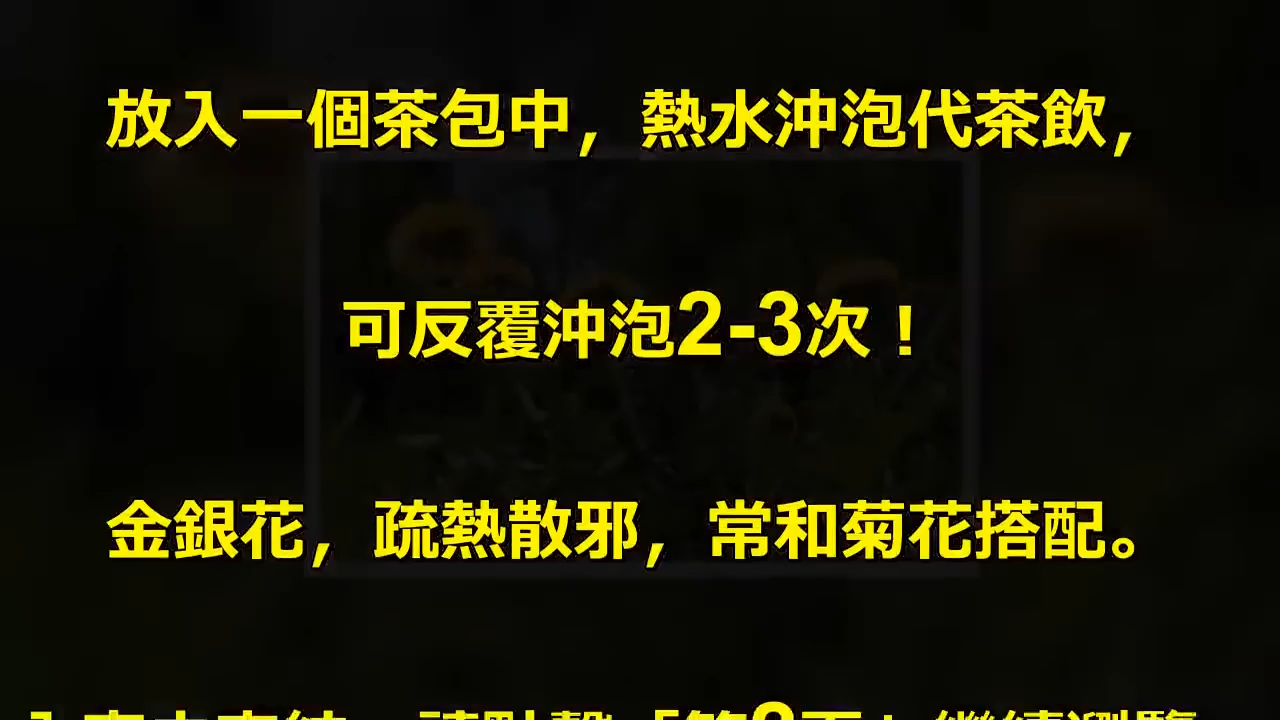 放入一個茶包中，熱水沖泡代茶飲，
可反覆沖泡2-3次！
金銀花，疏熱散邪，常和菊花搭配。